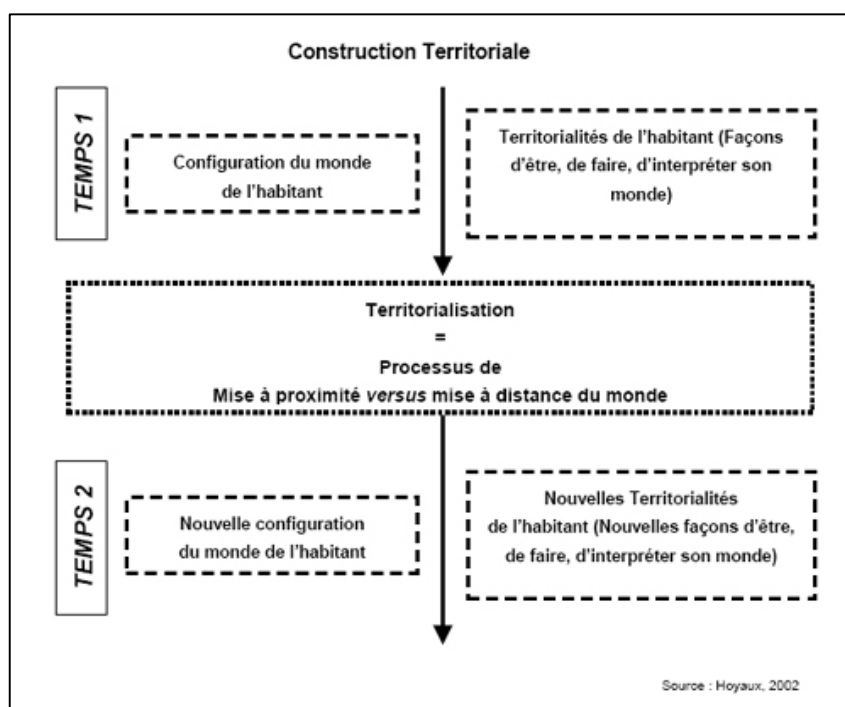 Construction Territoriale
TEMPS 1
Configuration du monde
de l'habitant
Territorialités de l'habitant (Façons
d'être, de faire, d'interpréter son
monde)
Territorialisation
=
Processus de
Mise à proximité versus mise à distance du monde
TEMPS 2
Nouvelle configuration
du monde de l'habitant
Nouvelles Territorialités
de l'habitant (Nouvelles façons d'être,
de faire, d'interpréter son monde)
Source : Hoyaux, 2002